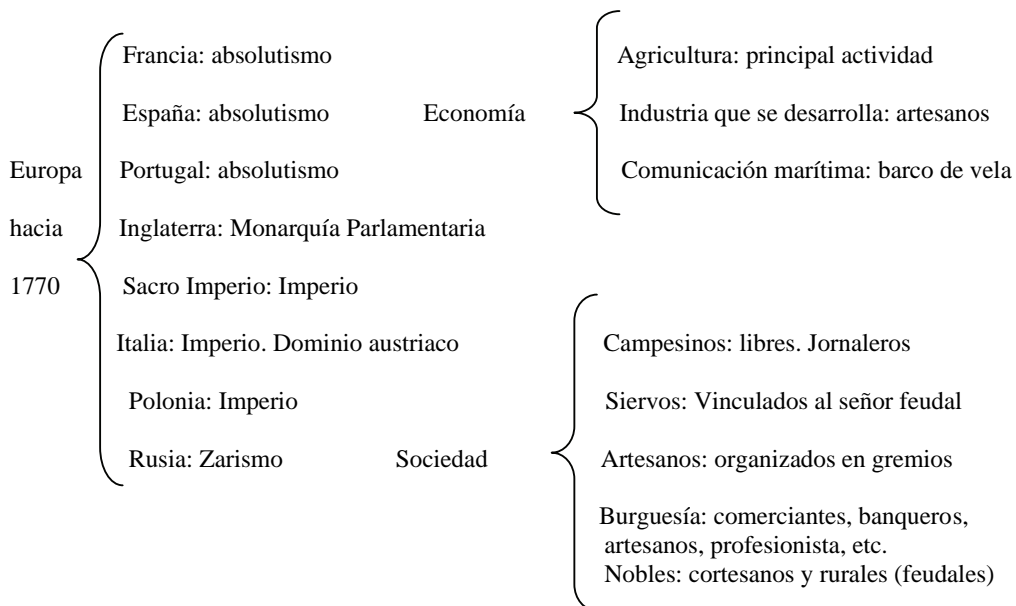 Francia: absolutismo
España: absolutismo
Europa Portugal: absolutismo
hacia Inglaterra: Monarquía Parlamentaria
1770 Sacro Imperio: Imperio
Italia: Imperio. Dominio austriaco
Polonia: Imperio
Rusia: Zarismo
Economía
Agricultura: principal actividad
Industria que se desarrolla: artesanos
Comunicación marítima: barco de vela
Sociedad
Campesinos: libres. Jornaleros
Siervos: Vinculados al señor feudal
Artesanos: organizados en gremios
Burguesía: comerciantes, banqueros,
artesanos, profesionista, etc.
Nobles: cortesanos y rurales (feudales)